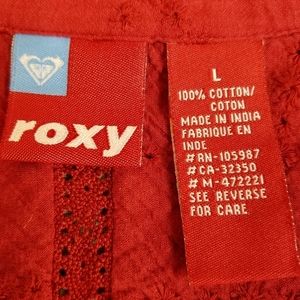 roxy
L
100% COTTON/
COTON
MADE IN INDIA
FABRIQUE EN
INDE
#RN-105987
#CA-32350
#M-472221
SEE REVERSE
FOR CARE